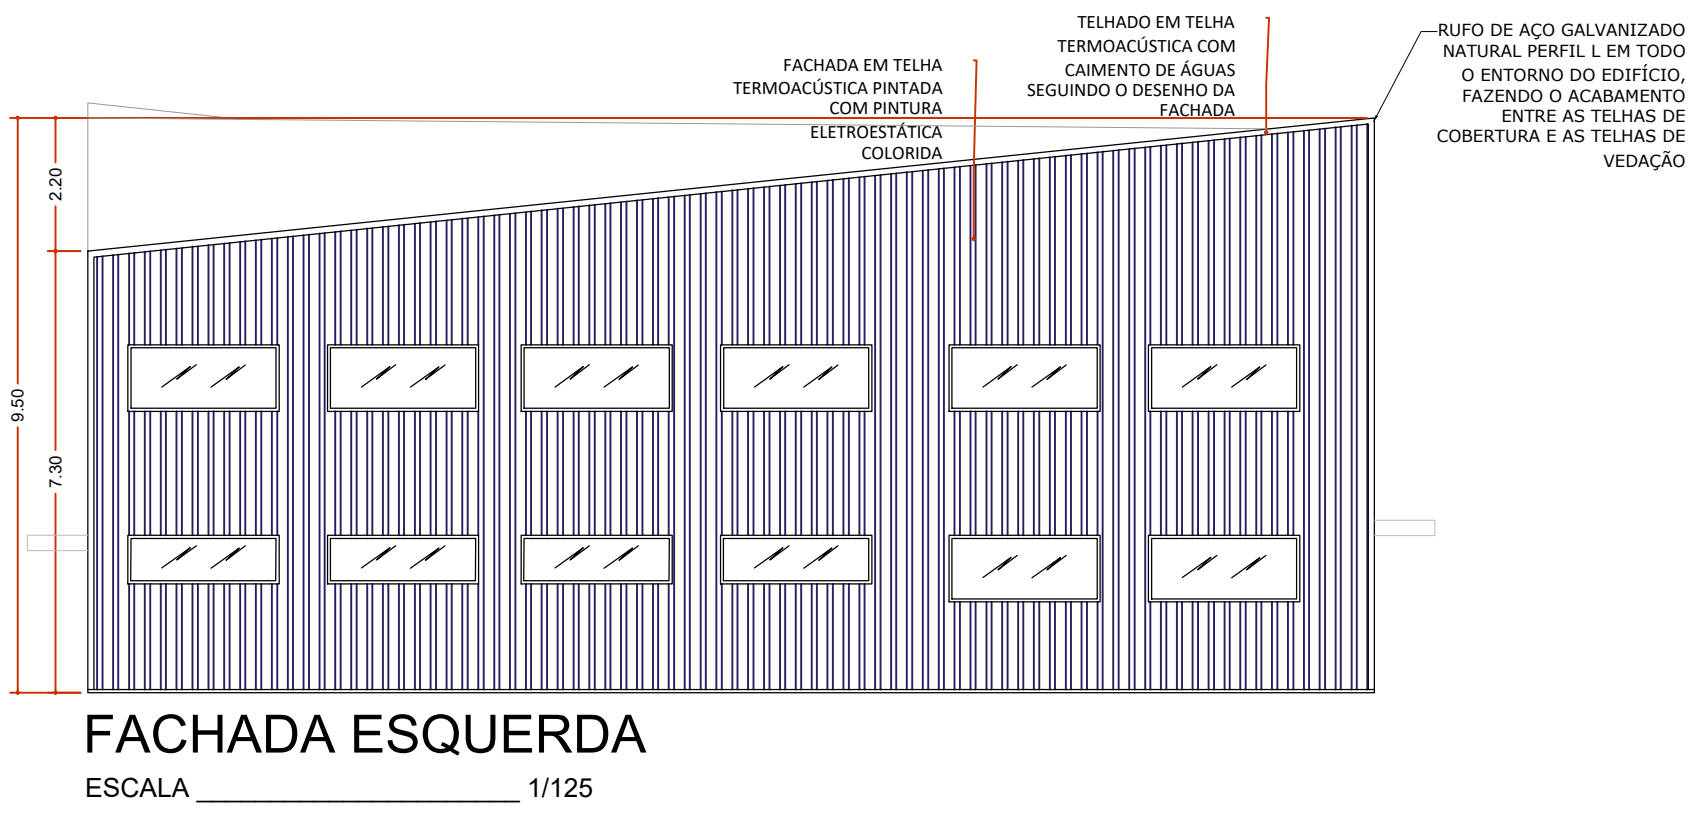 TELHADO EM TELHA
TERMOACÚSTICA COM
CAIMENTO DE ÁGUAS
SEGUINDO O DESENHO DA
FACHADA
RUFO DE AÇO GALVANIZADO
NATURAL PERFIL L EM TODO
O ENTORNO DO EDIFÍCIO,
FAZENDO O ACABAMENTO
ENTRE AS TELHAS DE
COBERTURA E AS TELHAS DE
VEDAÇÃO
FACHADA EM TELHA
TERMOACÚSTICA PINTADA
COM PINTURA
ELETROESTÁTICA
COLORIDA
2.20
9.50
7.30
FACHADA ESQUERDA
ESCALA ______________________ 1/125